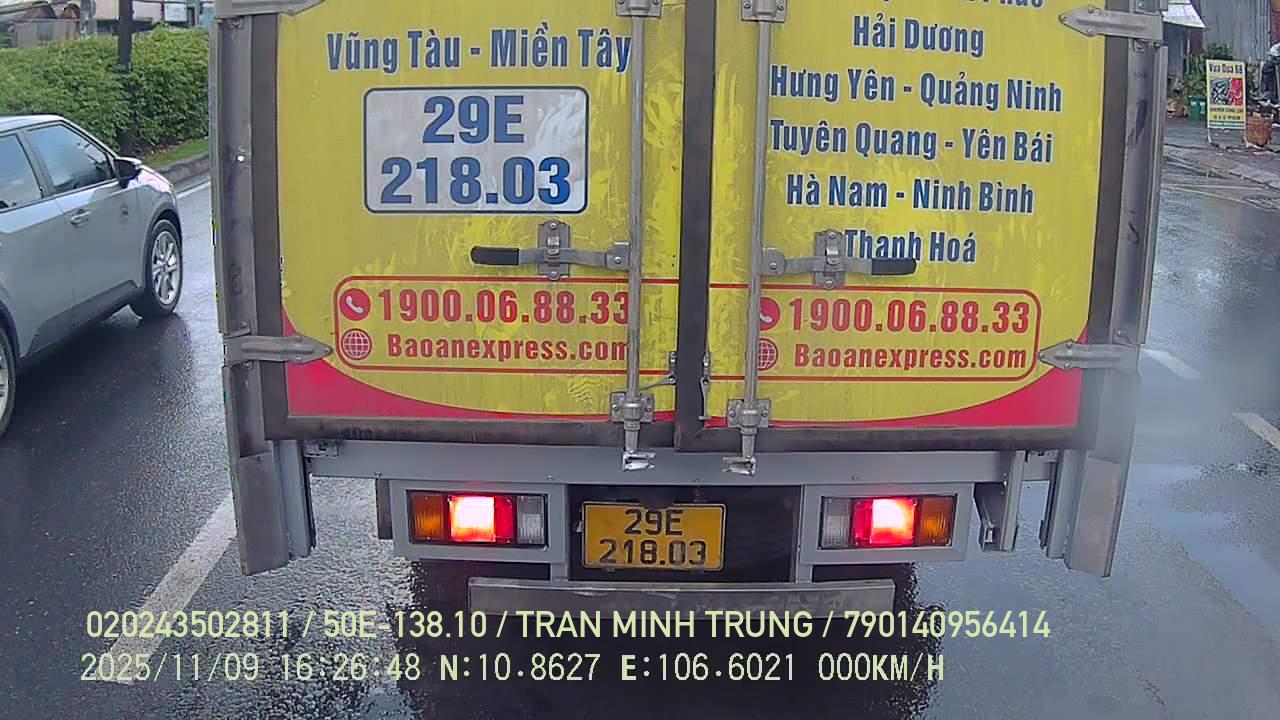 Vũng Tàu - Miền Tây
29E
218.03
1900.06.88.33
Baoanexpress.com
Hải Dương
Hưng Yên - Quảng Ninh
Tuyên Quang - Yên Bái
Hà Nam - Ninh Bình
Thanh Hoá
1900.06.88.33
Baoanexpress.com
Vựa Dừa 68
29E
218.03
020243502811 / 50E-138.10 / TRAN MINH TRUNG / 790140956414
2025/11/09 16:26:48 N:10.8627 E:106.6021 000KM/H